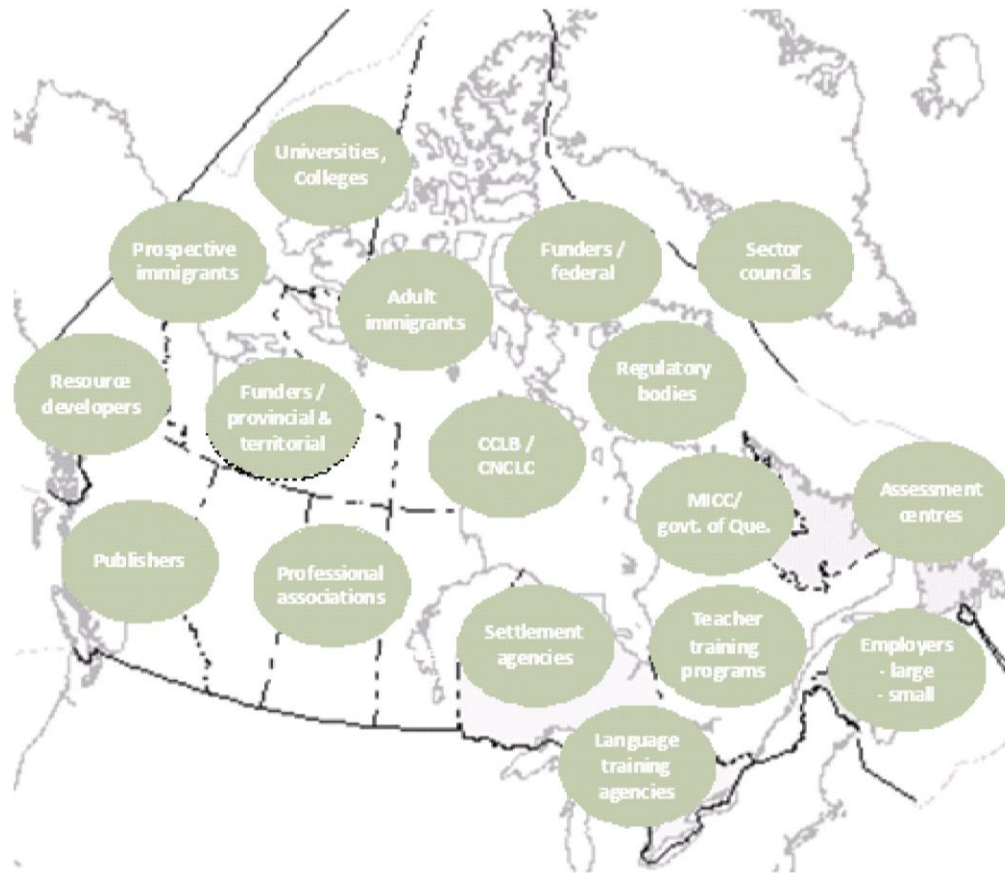 Universities,
Colleges
Prospective
immigrants
Funders /
federal
Sector
councils
Adult
immigrants
Resource
developers
Funders /
provincial &
territorial
Regulatory
bodies
CCLB /
CNCLC
MICC/
govt. of Que.
Assessment
centres
Publishers
Professional
associations
Settlement
agencies
Teacher
training
programs
Employers
- large
- small
Language
training
agencies